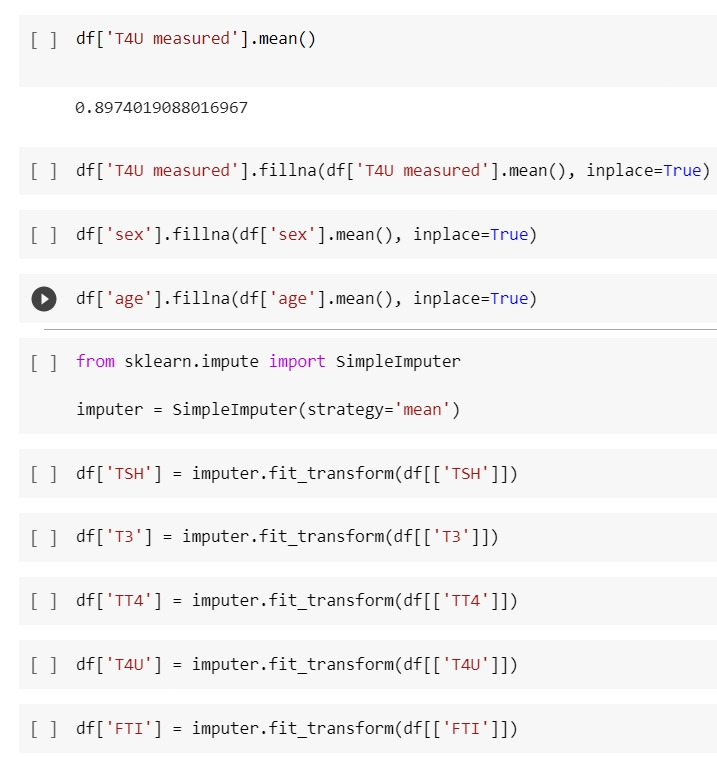 [ ] df['T4U measured'].mean()
0.8974019088016967
[ ] df['T4U measured'].fillna(df['T4U measured'].mean(), inplace=True)
[ ] df['sex'].fillna(df['sex'].mean(), inplace=True)
df['age'].fillna(df['age'].mean(), inplace=True)
[ ] from sklearn.impute import SimpleImputer
imputer = SimpleImputer(strategy='mean')
[ ] df['TSH'] = imputer.fit_transform(df[['TSH']])
[ ] df['T3'] = imputer.fit_transform(df[['T3']])
[ ] df['TT4'] = imputer.fit_transform(df[['TT4']])
[ ] df['T4U'] = imputer.fit_transform(df[['T4U']])
[ ] df['FTI'] = imputer.fit_transform(df[['FTI']])